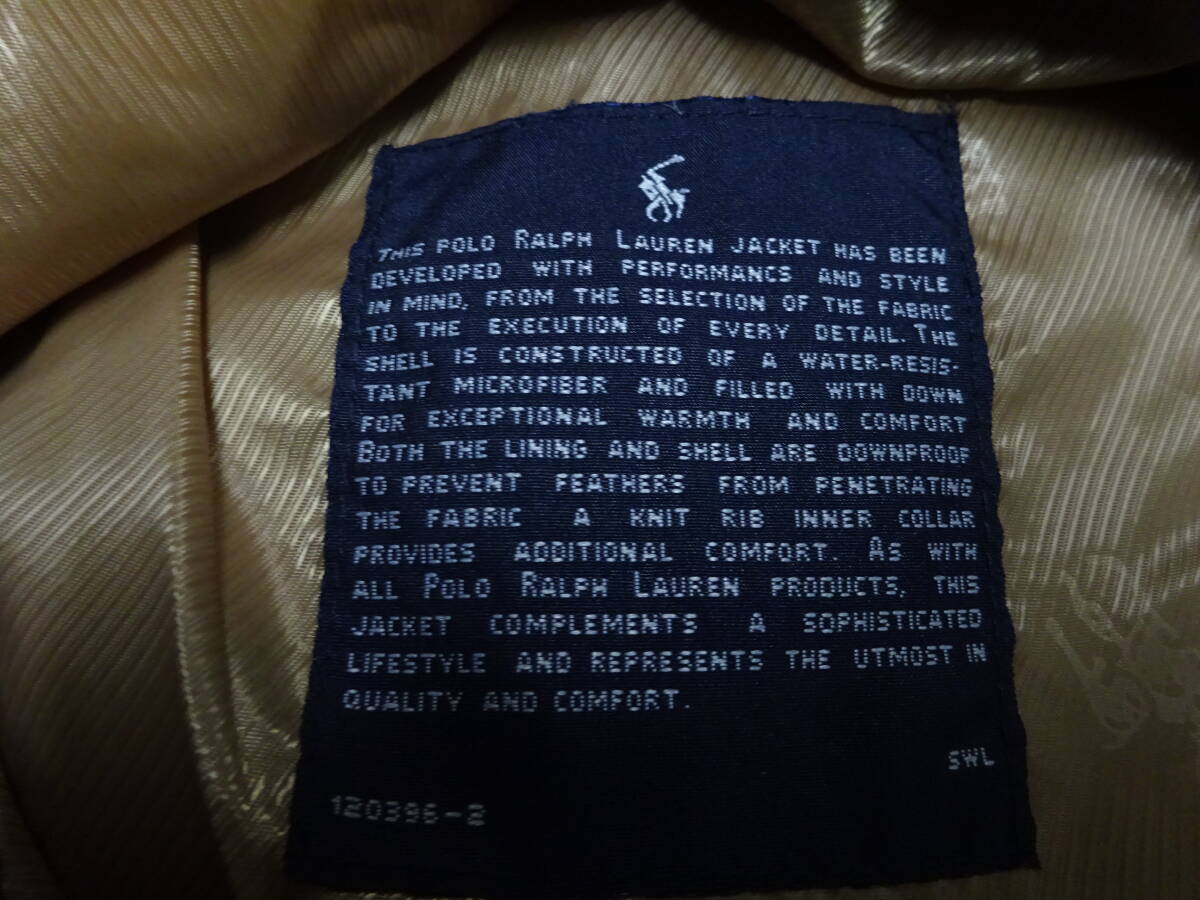 THIS POLO RALPH LAUREN JACKET HAS BEEN
DEVELOPED WITH PERFORMANCS AND STYLE
IN MIND, FROM THE SELECTION OF THE FABRIC
TO THE EXECUTION OF EVERY DETAIL. THE
SHELL IS CONSTRUCTED OF A WATER-RESIS-
TANT MICROFIBER AND FILLED WITH DOWN
FOR EXCEPTIONAL WARMTH AND COMFORT
BOTH THE LINING AND SHELL ARE DOWNPROOF
TO PREVENT FEATHERS FROM PENETRATING
THE FABRIC A KNIT RIB INNER COLLAR
PROVIDES ADDITIONAL COMFORT. AS WITH
ALL POLO RALPH LAUREN PRODUCTS, THIS
JACKET COMPLEMENTS A SOPHISTICATED
LIFESTYLE AND REPRESENTS THE UTMOST IN
QUALITY AND COMFORT.
SWL
120396-2